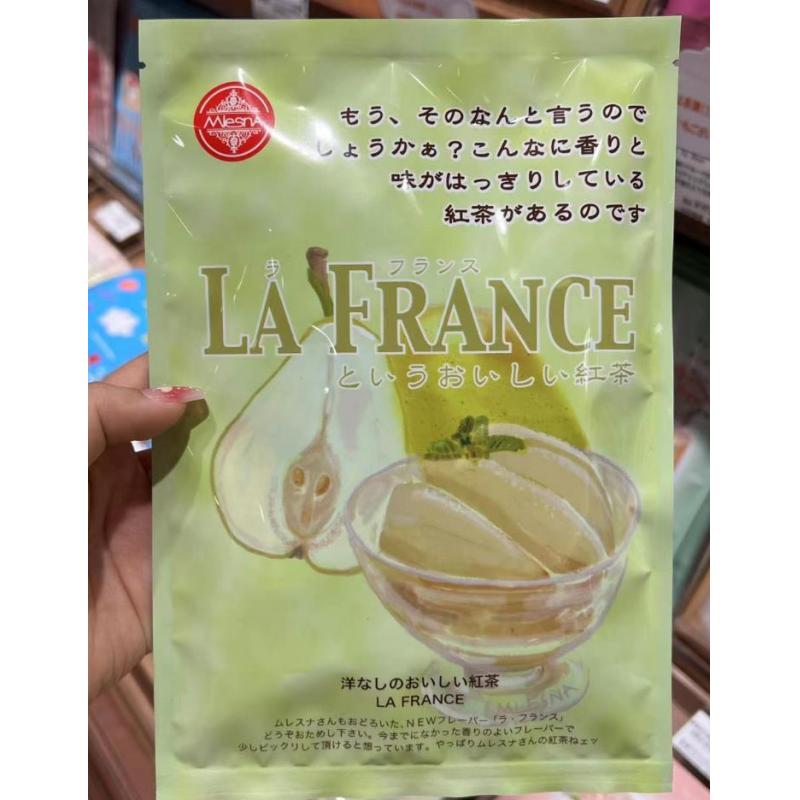 MlesnA
もう、そのなんと言うので
しょうかぁ?こんなに香りと
味がはっきりしている
紅茶があるのです
ラ フランス
LA FRANCE
というおいしい紅茶
洋なしのおいしい紅茶
LA FRANCE
MLESNA
ムレスナさんもおどろいた、NEWフレーバー「ラ・フランス」
どうぞおためし下さい。今までになかった香りのよいフレーバーで
少しビックリして頂けると想っています。やっぱりムレスナさんの紅茶ねェッ